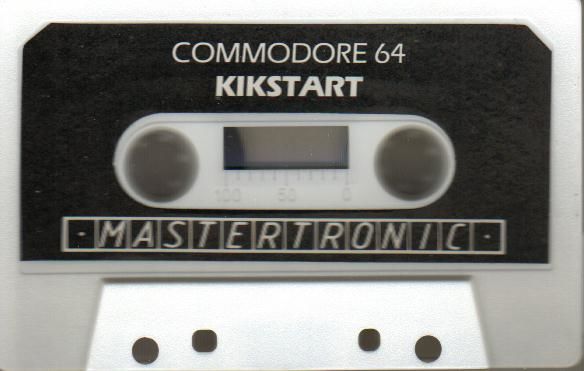 COMMODORE 64
KIKSTART
100 50 0
· MASTERTRONIC ·